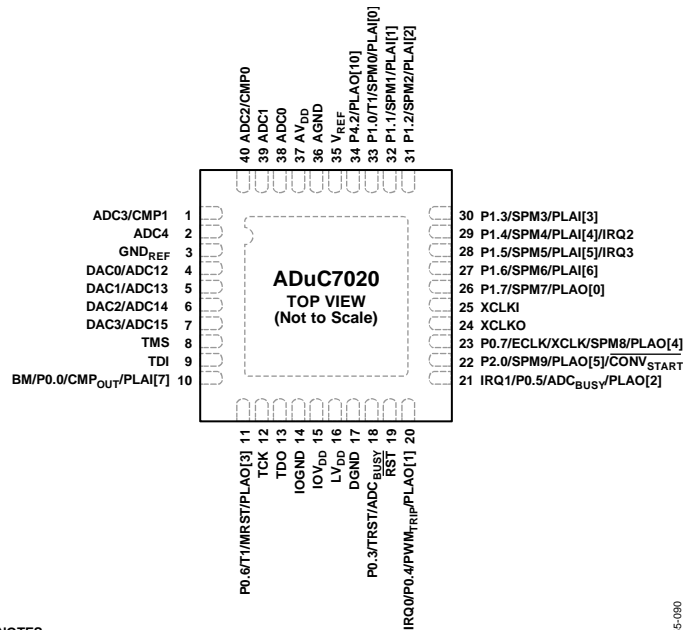 40 ADC2/CMP0
39 ADC1
38 ADC0
37 AVDD
36 AGND
35 VREF
34 P4.2/PLAO[10]
33 P1.0/T1/SPM0/PLAI[0]
32 P1.1/SPM1/PLAI[1]
31 P1.2/SPM2/PLAI[2]
ADC3/CMP1 1
ADC4 2
GNDREF 3
DAC0/ADC12 4
DAC1/ADC13 5
DAC2/ADC14 6
DAC3/ADC15 7
TMS 8
TDI 9
BM/P0.0/CMPOUT/PLAI[7] 10
ADuC7020
TOP VIEW
(Not to Scale)
30 P1.3/SPM3/PLAI[3]
29 P1.4/SPM4/PLAI[4]/IRQ2
28 P1.5/SPM5/PLAI[5]/IRQ3
27 P1.6/SPM6/PLAI[6]
26 P1.7/SPM7/PLAO[0]
25 XCLKI
24 XCLKO
23 P0.7/ECLK/XCLK/SPM8/PLAO[4]
22 P2.0/SPM9/PLAO[5]/CONVSTART
21 IRQ1/P0.5/ADCBUSY/PLAO[2]
P0.6/T1/MRST/PLAO[3] 11
TCK 12
TDO 13
IOGND 14
IOVDD 15
LVDD 16
DGND 17
P0.3/TRST/ADCBUSY 18
RST 19
IRQ0/P0.4/PWMTRIP/PLAO[1] 20
5-090